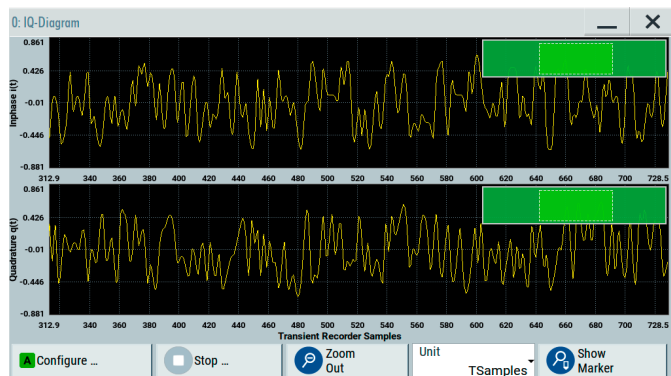 0: IQ-Diagram
Inphase i(t)
0.861
0.426
-0.01
-0.446
-0.881
312.9 340 360 380 400 420 440 460 480 500 520 540 560 580 600 620 640 660 680 700 728.5
Quadrature q(t)
0.861
0.426
-0.01
-0.446
-0.881
312.9 340 360 380 400 420 440 460 480 500 520 540 560 580 600 620 640 660 680 700 728.5
Transient Recorder Samples
A Configure ...
Stop ...
Zoom
Out
Unit
TSamples
Show
Marker